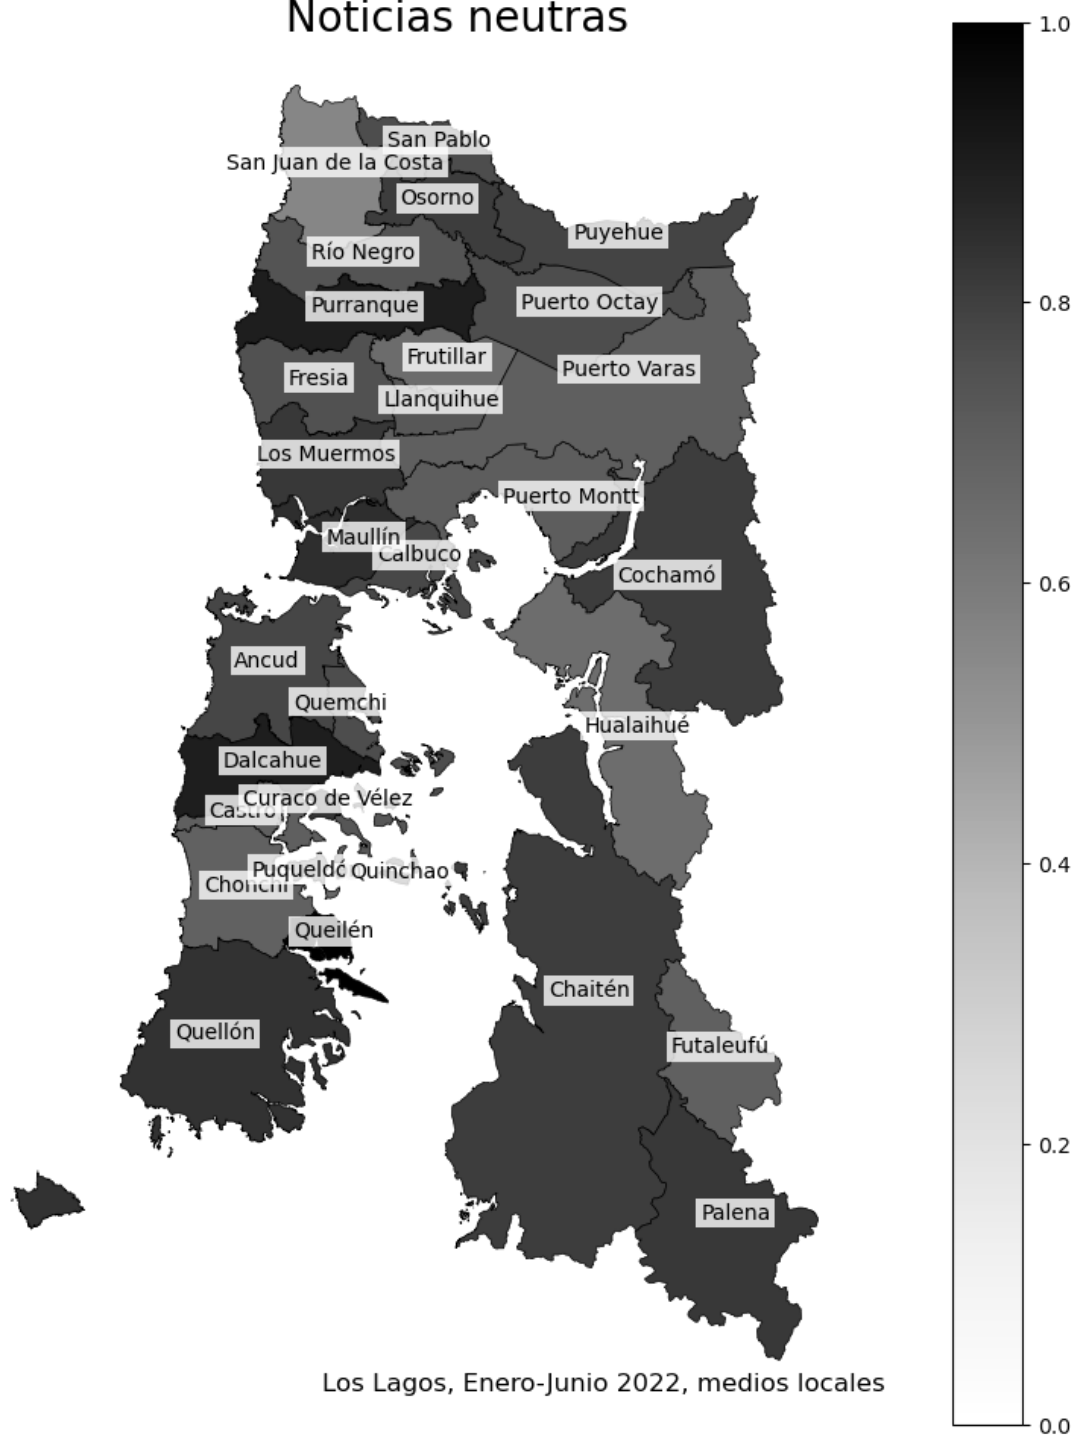 Noticias neutras
1.0
San Pablo
San Juan de la Costa
Osorno
Puyehue
Río Negro
Puerto Octay
Purranque
0.8
Frutillar
Puerto Varas
Fresia
Llanquihue
Los Muermos
Puerto Montt
Maullín
Calbuco
Cochamó
0.6
Ancud
Quemchi
Hualaihué
Dalcahue
Curaco de Vélez
Castro
Puqueldó
Quinchao
Chonchi
0.4
Queilén
Chaitén
Quellón
Futaleufú
0.2
Palena
Los Lagos, Enero-Junio 2022, medios locales
0.0